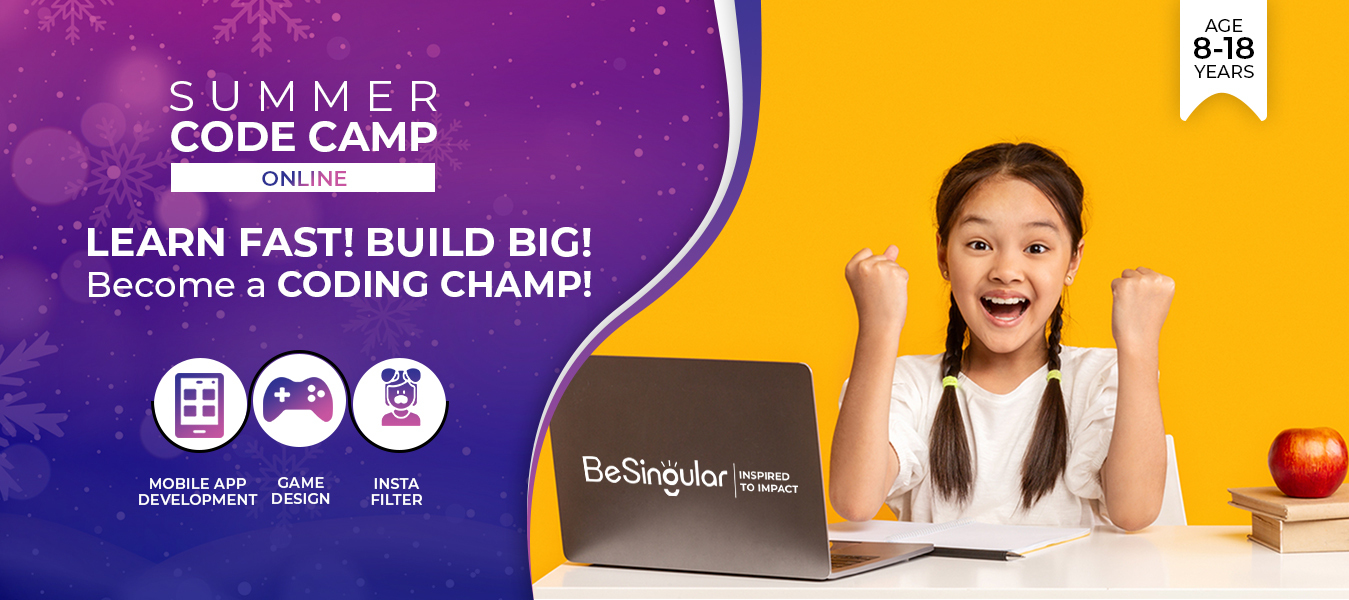 SUMMER
CODE CAMP
ONLINE
LEARN FAST! BUILD BIG!
Become a CODING CHAMP!
MOBILE APP
DEVELOPMENT
GAME
DESIGN
INSTA
FILTER
BeSingular
INSPIRED
TO IMPACT
AGE
8-18
YEARS